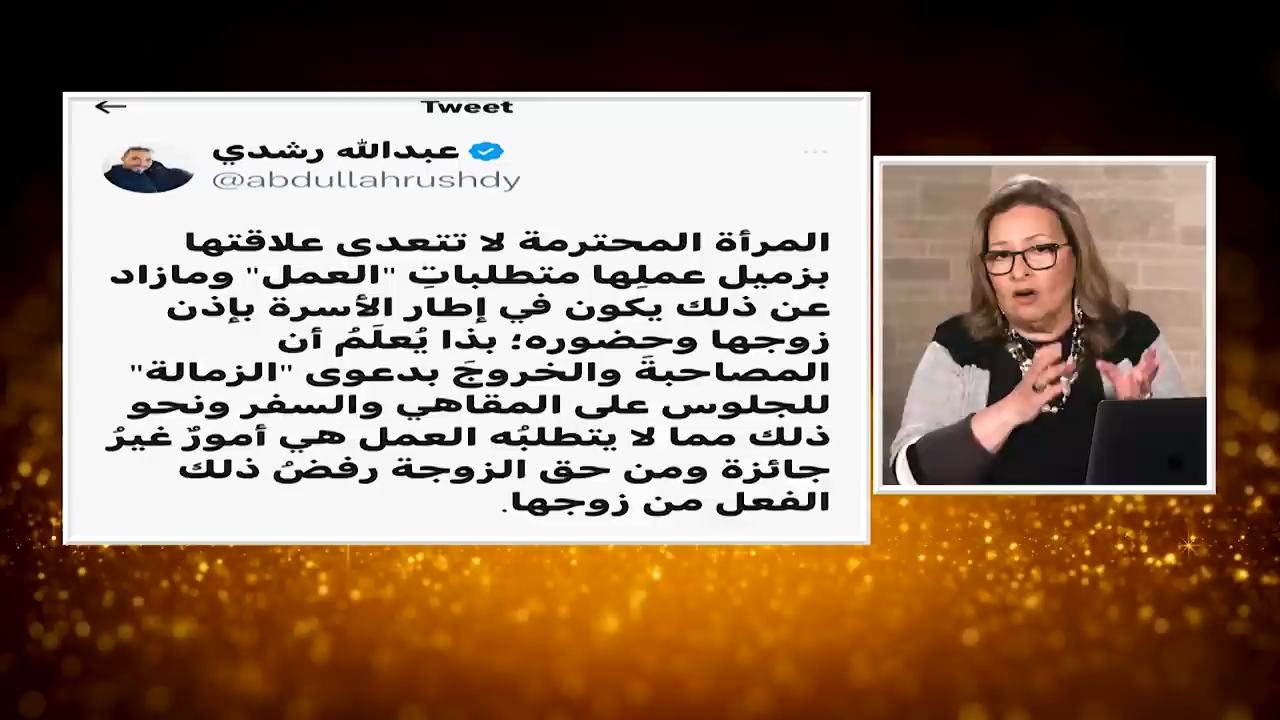 Tweet
عبدالله رشدي
@abdullahrushdy
المرأة المحترمة لا تتعدى علاقتها
بزميل عملِها متطلباتِ "العمل" ومازاد
عن ذلك يكون في إطار الأسرة بإذن
زوجها وحضوره؛ بذا يُعلَمُ أن
المصاحبةَ والخروجَ بدعوى "الزمالة"
للجلوس على المقاهي والسفر ونحو
ذلك مما لا يتطلبُه العمل هي أمورٌ غيرُ
جائزة ومن حق الزوجة رفضُ ذلك
الفعل من زوجها.